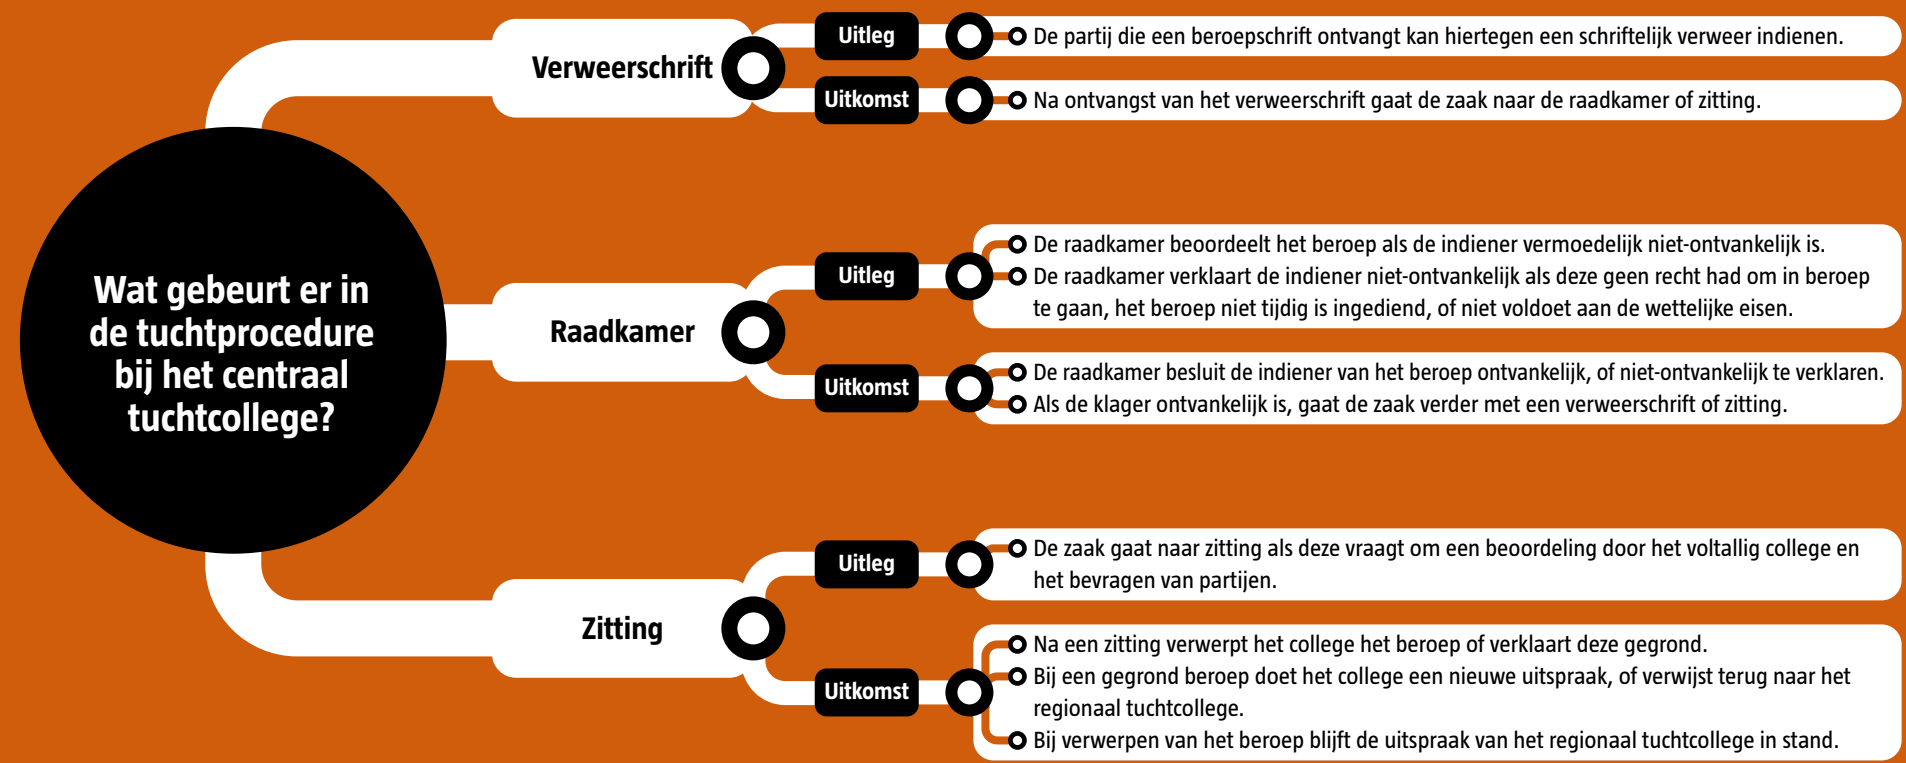 Wat gebeurt er in
de tuchtprocedure
bij het centraal
tuchtcollege?
Verweerschrift
Uitleg
De partij die een beroepschrift ontvangt kan hiertegen een schriftelijk verweer indienen.
Uitkomst
Na ontvangst van het verweerschrift gaat de zaak naar de raadkamer of zitting.
Raadkamer
Uitleg
De raadkamer beoordeelt het beroep als de indiener vermoedelijk niet-ontvankelijk is.
De raadkamer verklaart de indiener niet-ontvankelijk als deze geen recht had om in beroep
te gaan, het beroep niet tijdig is ingediend, of niet voldoet aan de wettelijke eisen.
Uitkomst
De raadkamer besluit de indiener van het beroep ontvankelijk, of niet-ontvankelijk te verklaren.
Als de klager ontvankelijk is, gaat de zaak verder met een verweerschrift of zitting.
Zitting
Uitleg
De zaak gaat naar zitting als deze vraagt om een beoordeling door het voltallig college en
het bevragen van partijen.
Uitkomst
Na een zitting verwerpt het college het beroep of verklaart deze gegrond.
Bij een gegrond beroep doet het college een nieuwe uitspraak, of verwijst terug naar het
regionaal tuchtcollege.
Bij verwerpen van het beroep blijft de uitspraak van het regionaal tuchtcollege in stand.